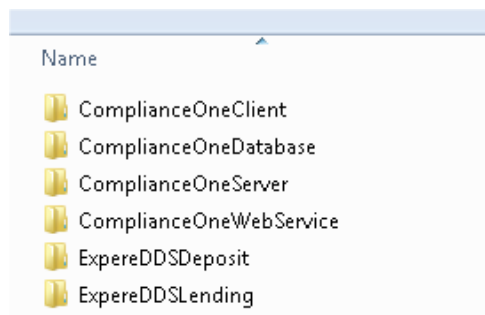 Name
ComplianceOneClient
ComplianceOneDatabase
ComplianceOneServer
ComplianceOneWebService
ExpereDDSDeposit
ExpereDDSLending